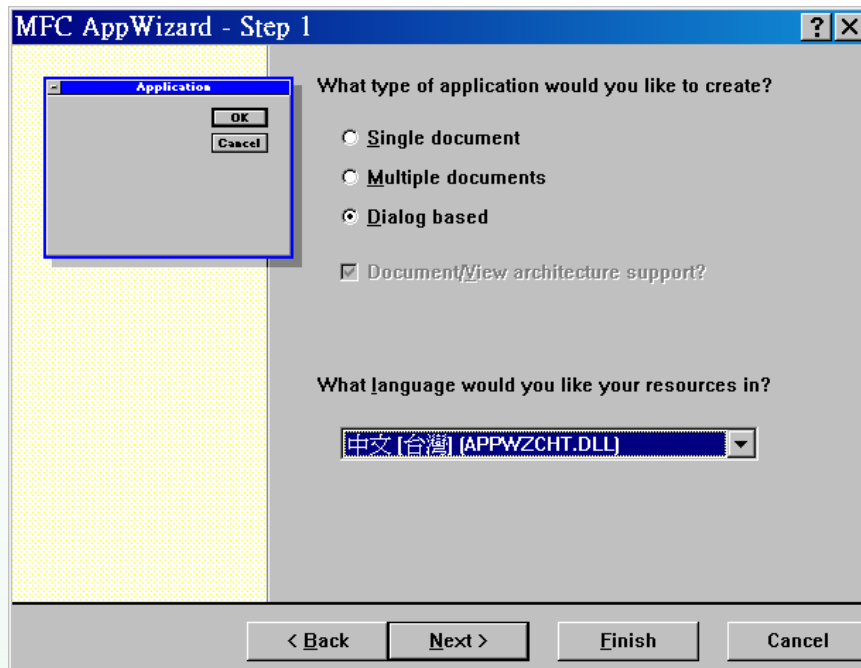 MFC AppWizard - Step 1
Application
OK
Cancel
What type of application would you like to create?
Single document
Multiple documents
Dialog based
Document/View architecture support?
What language would you like your resources in?
中文 [台灣] (APPWZCHT.DLL)
< Back Next > Finish Cancel